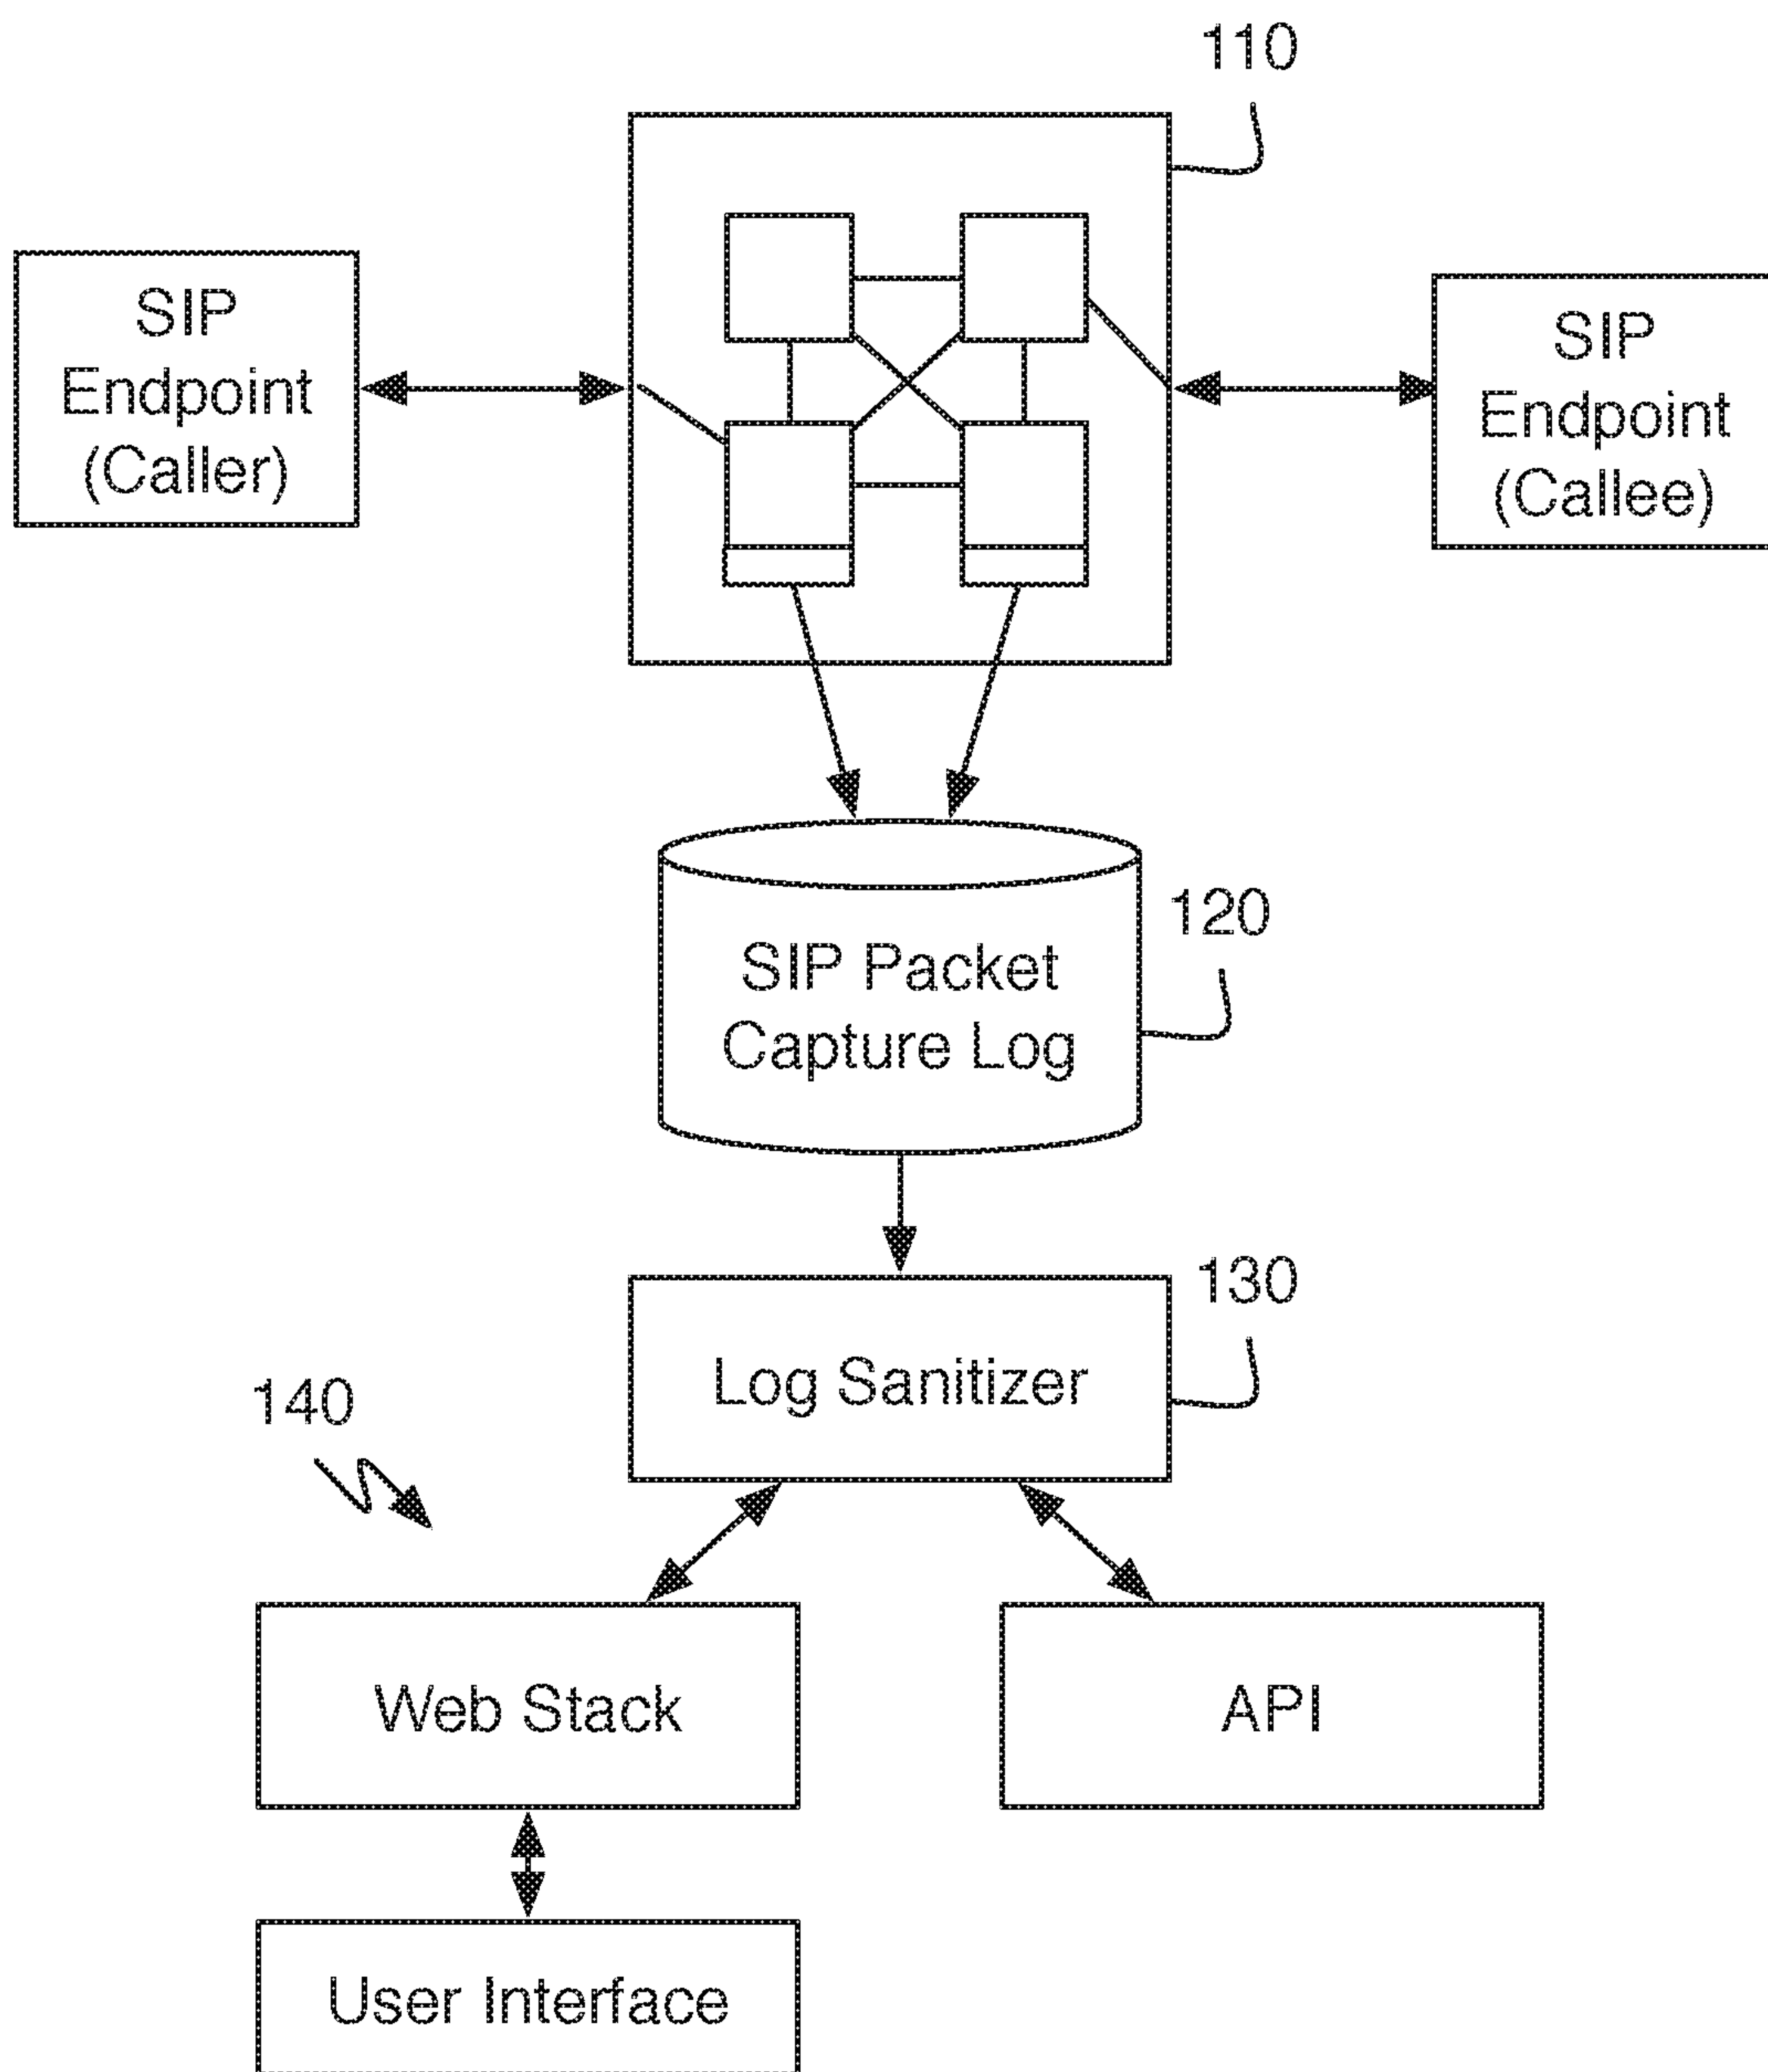 110
SIP
Endpoint
(Caller)
SIP
Endpoint
(Callee)
120
SIP Packet
Capture Log
130
Log Sanitizer
140
Web Stack
API
User Interface